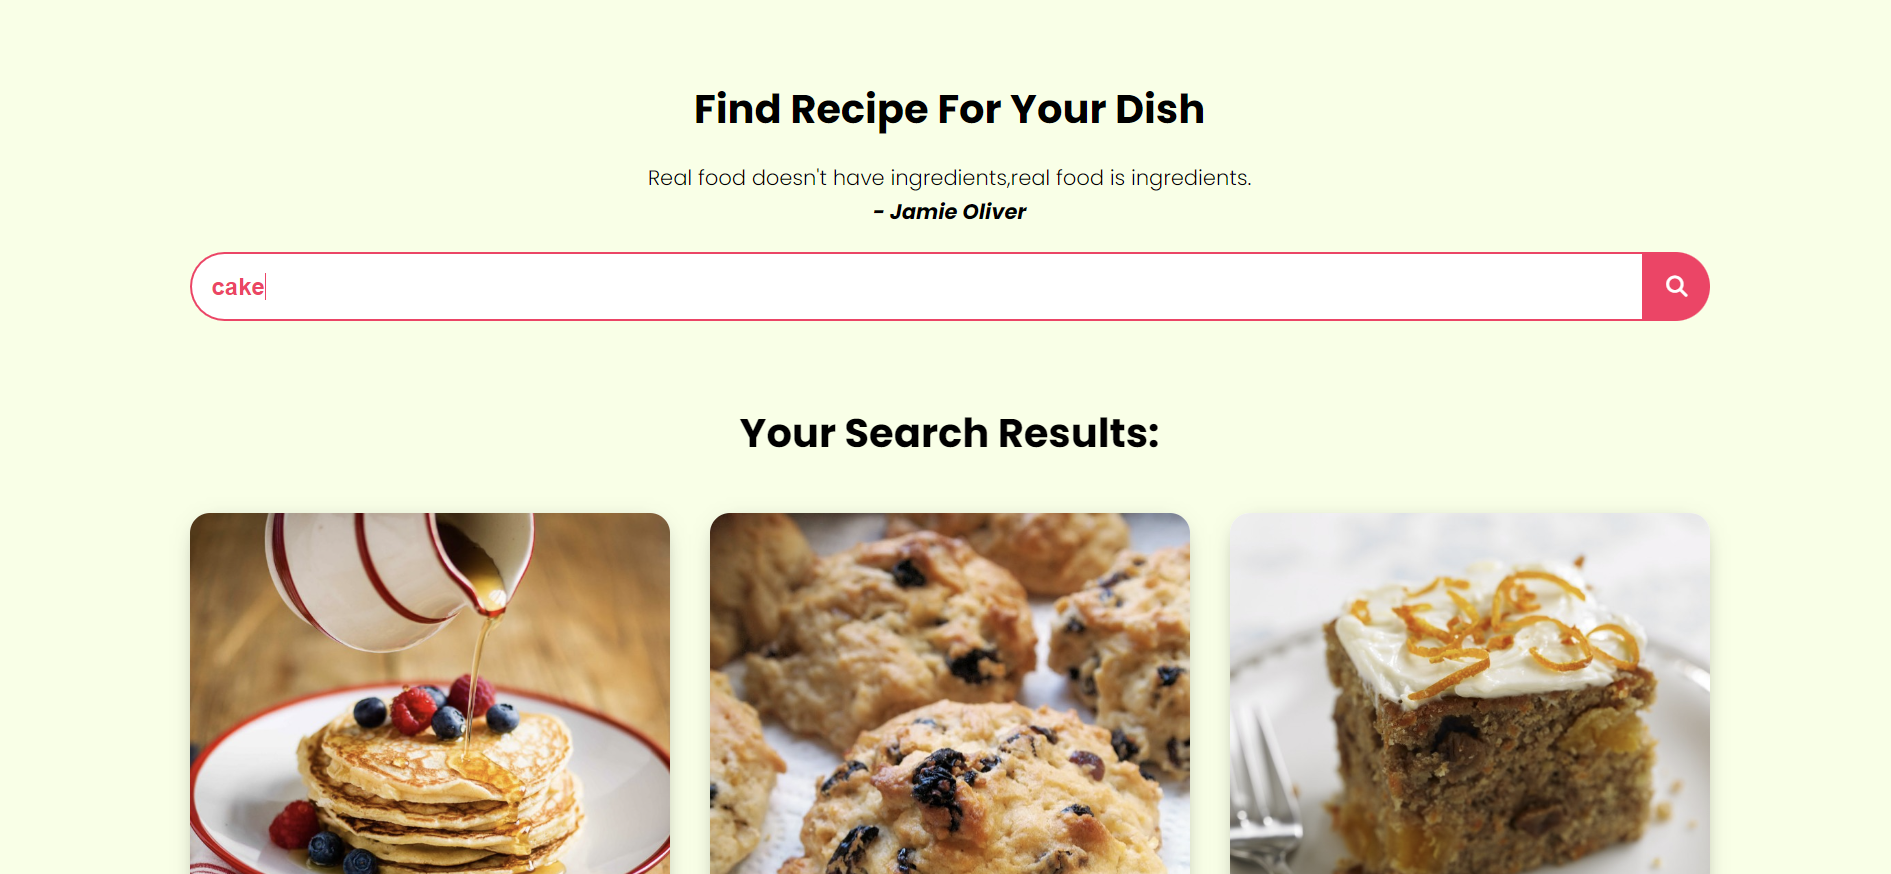 Find Recipe For Your Dish
Real food doesn't have ingredients,real food is ingredients.
- Jamie Oliver
cake
Your Search Results: